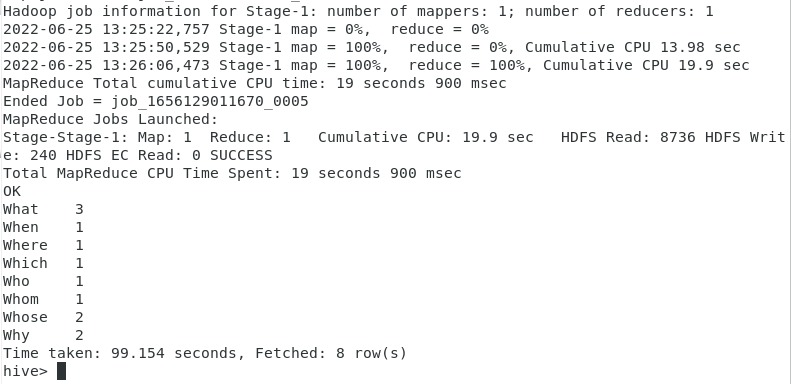 Hadoop job information for Stage-1: number of mappers: 1; number of reducers: 1
2022-06-25 13:25:22,757 Stage-1 map = 0%,  reduce = 0%
2022-06-25 13:25:50,529 Stage-1 map = 100%,  reduce = 0%, Cumulative CPU 13.98 sec
2022-06-25 13:26:06,473 Stage-1 map = 100%,  reduce = 100%, Cumulative CPU 19.9 sec
MapReduce Total cumulative CPU time: 19 seconds 900 msec
Ended Job = job_1656129011670_0005
MapReduce Jobs Launched:
Stage-Stage-1: Map: 1  Reduce: 1   Cumulative CPU: 19.9 sec   HDFS Read: 8736 HDFS Writ
e: 240 HDFS EC Read: 0 SUCCESS
Total MapReduce CPU Time Spent: 19 seconds 900 msec
OK
What    3
When    1
Where   1
Which   1
Who     1
Whom    1
Whose   2
Why     2
Time taken: 99.154 seconds, Fetched: 8 row(s)
hive>